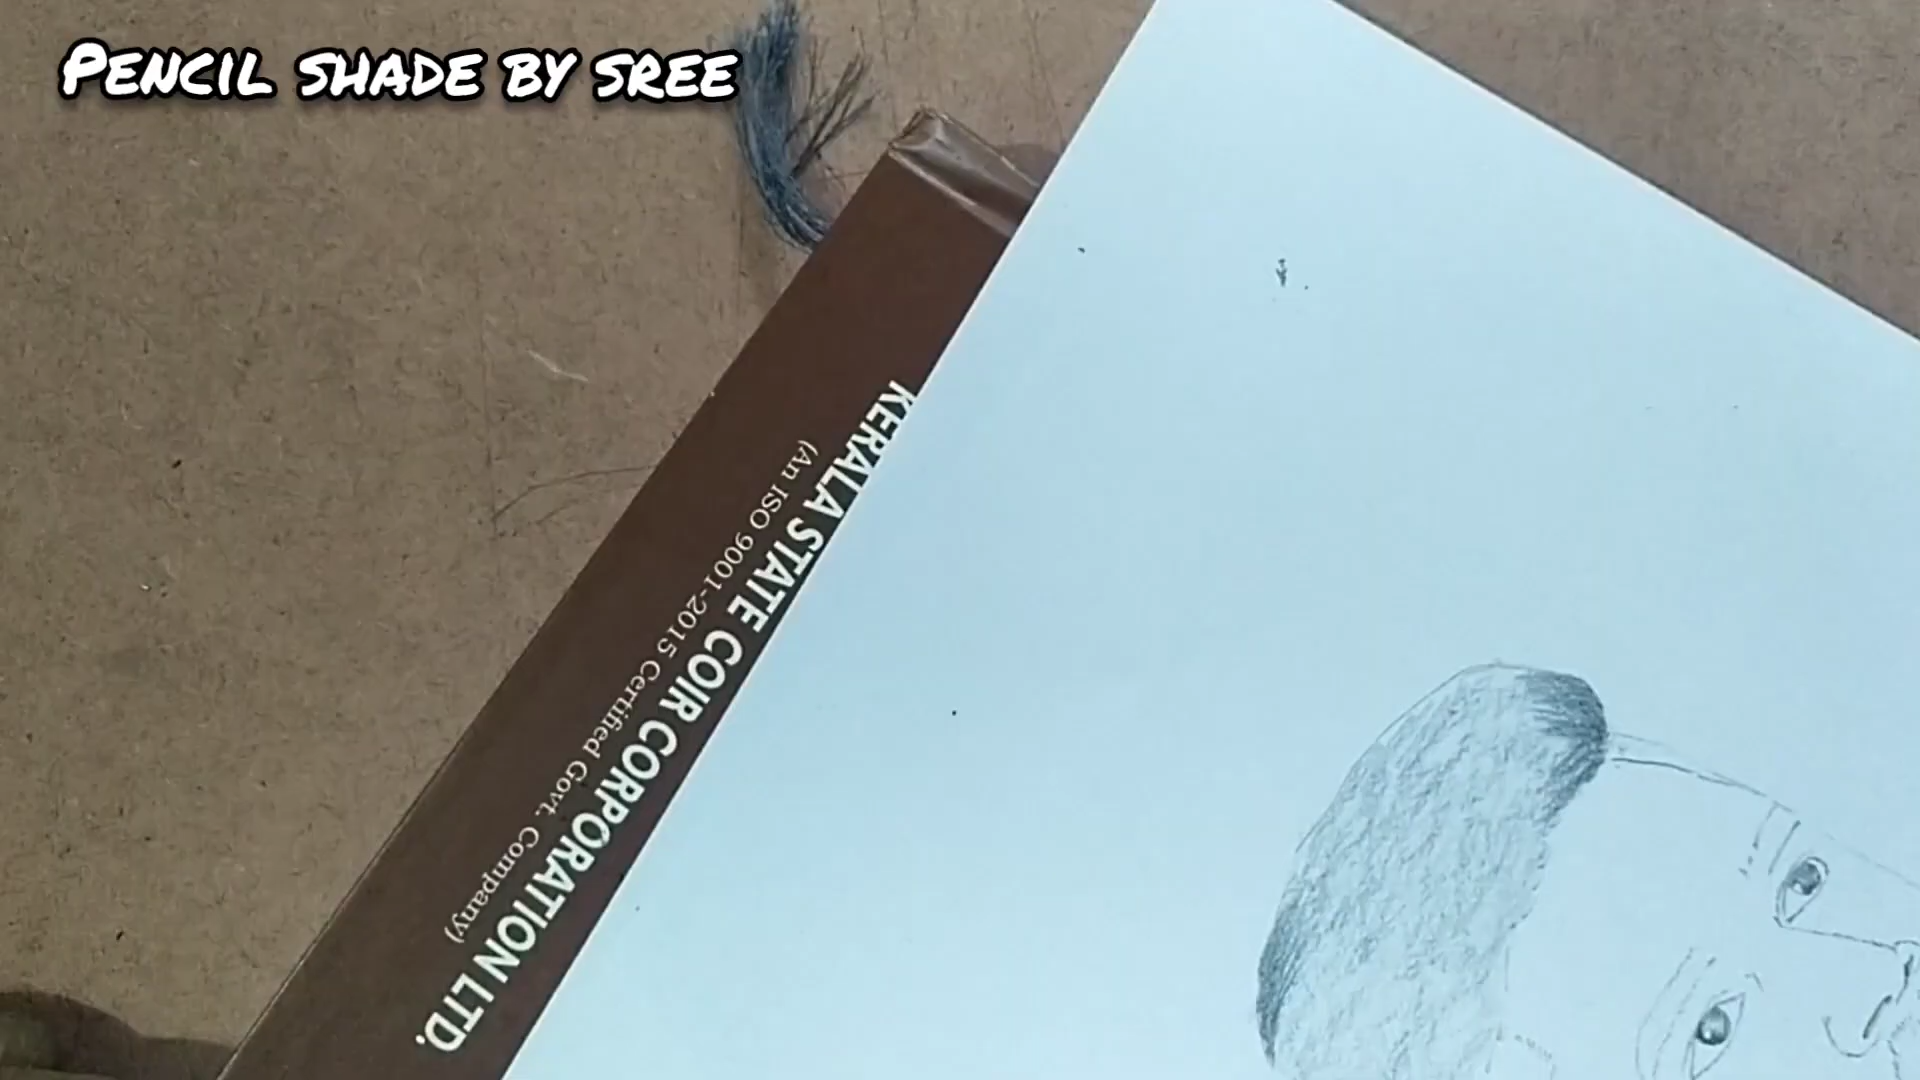 PENCIL SHADE BY SREE
KERALA STATE COIR CORPORATION LTD.
(An ISO 9001-2015 Certified Govt. Company)